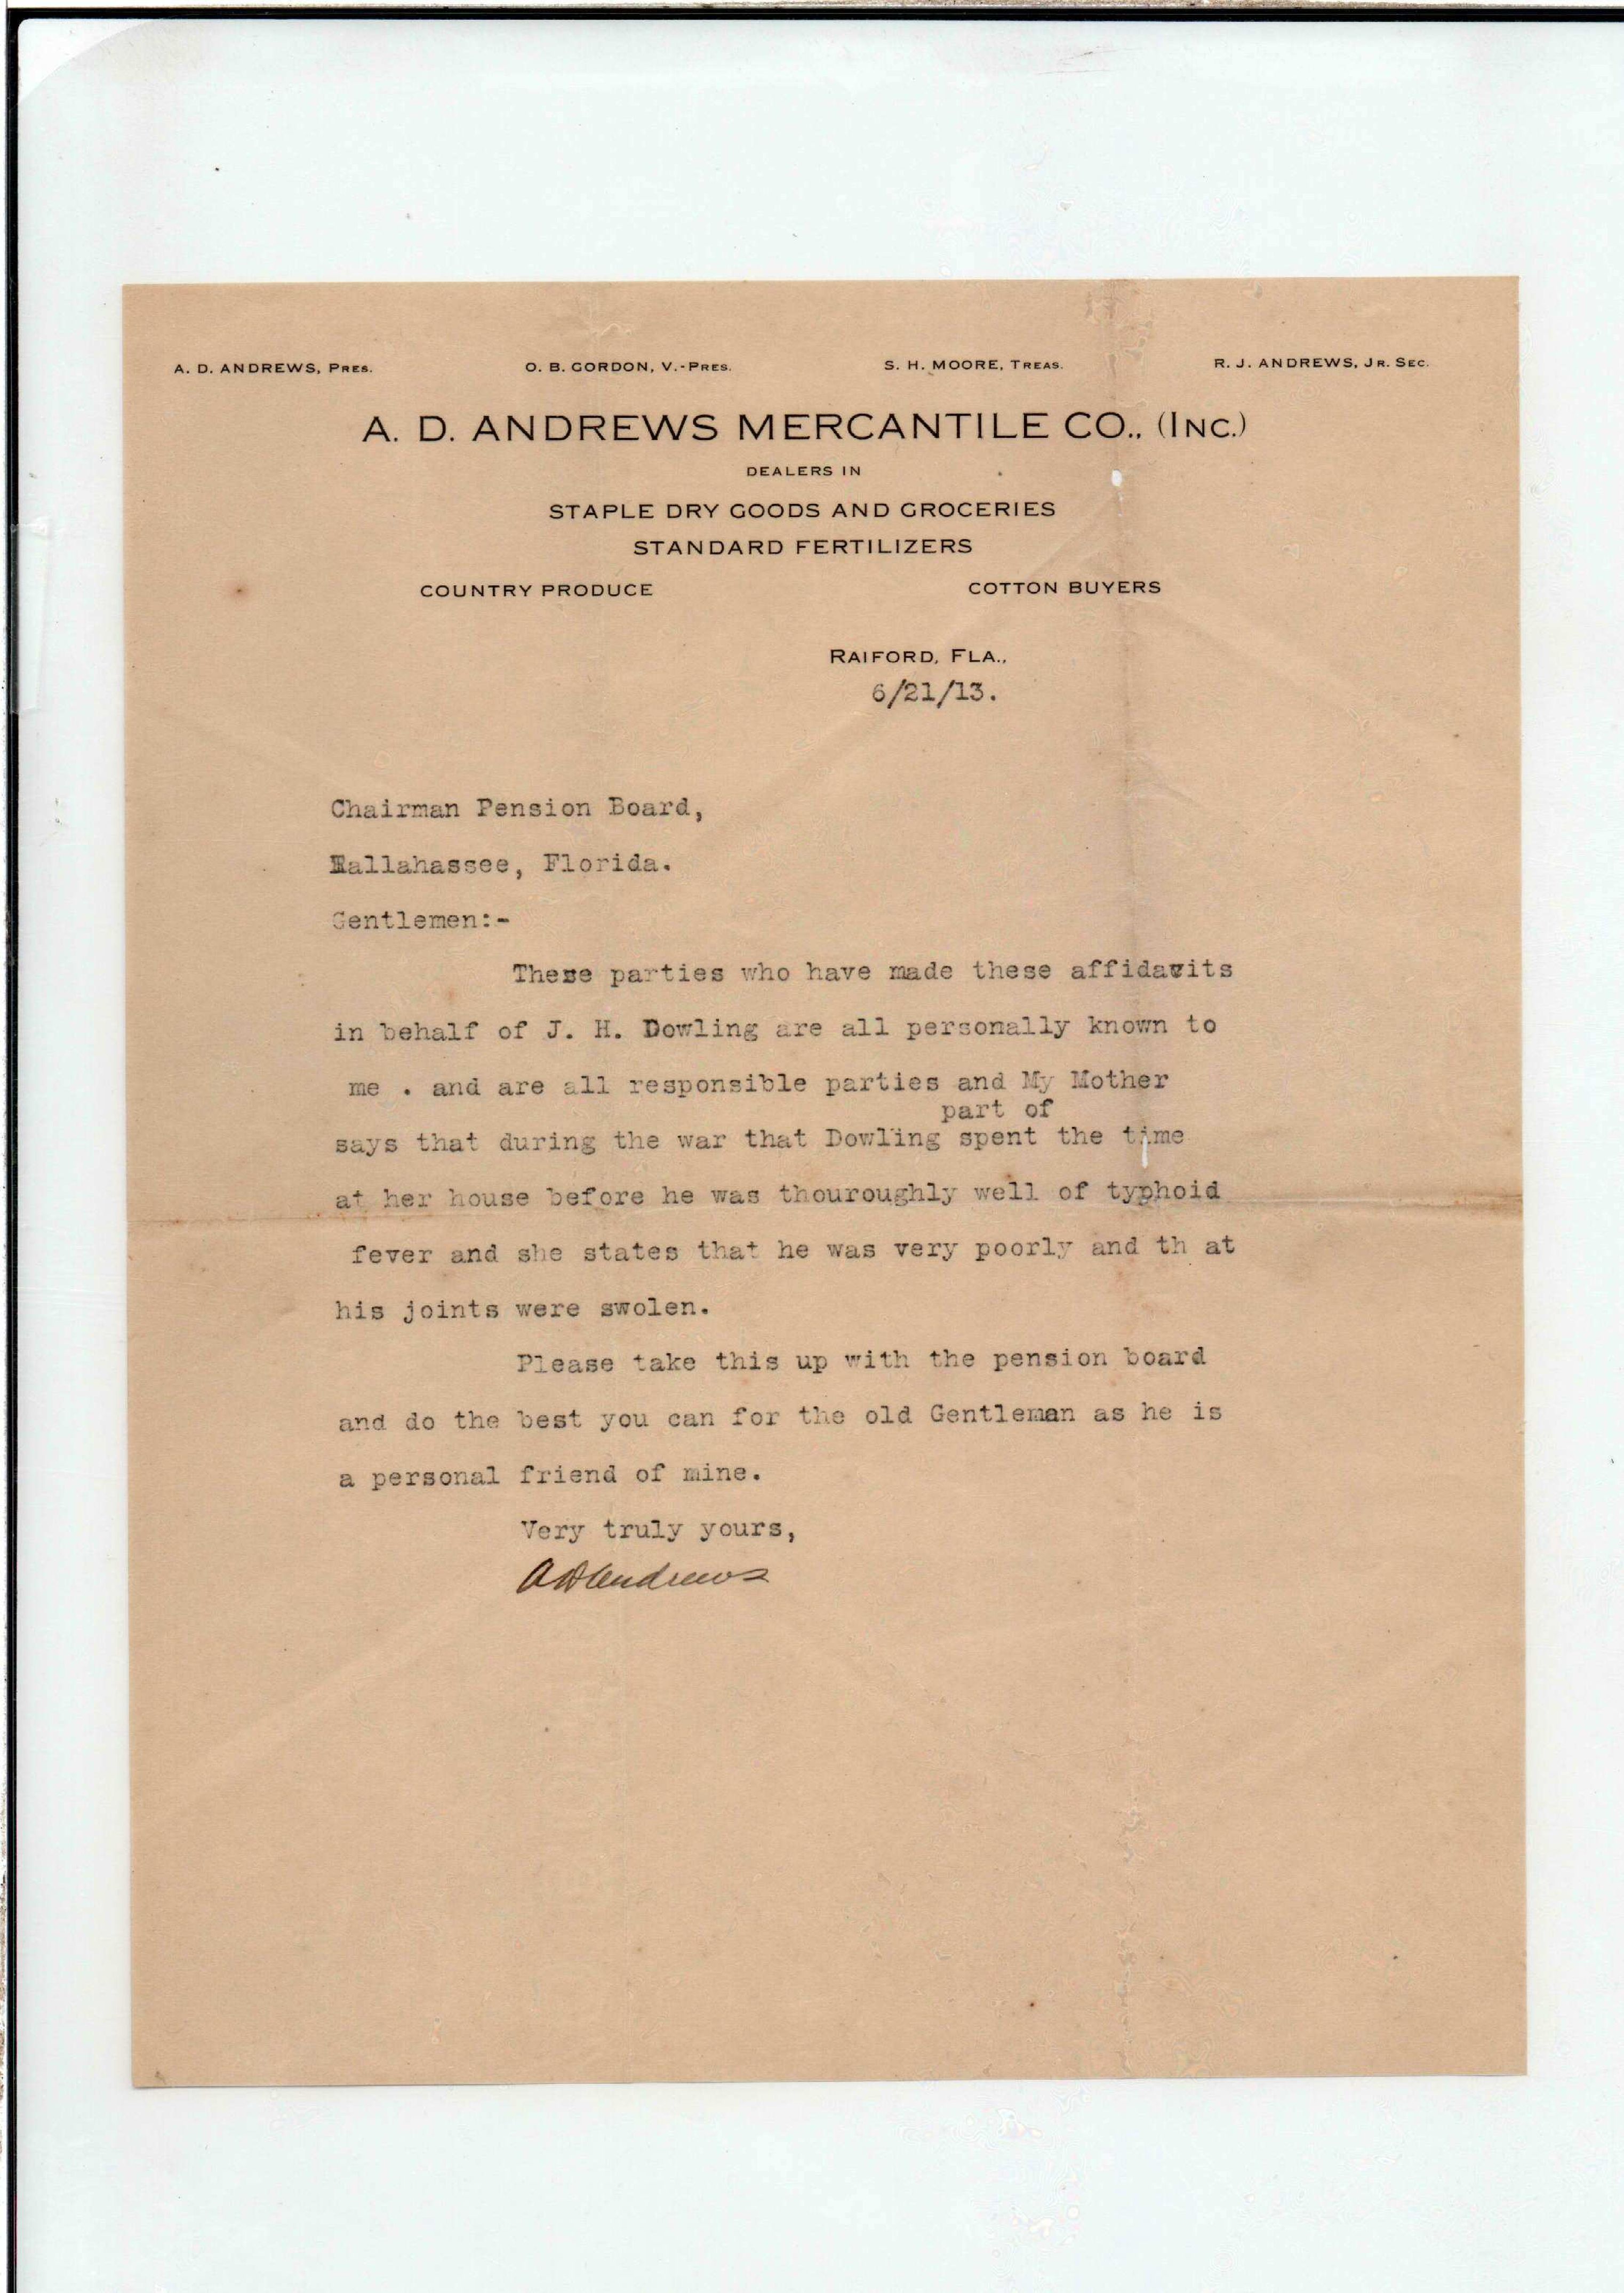 A. D. ANDREWS, PRES. O. B. GORDON, V.-PRES. S. H. MOORE, TREAS. R. J. ANDREWS, JR. SEC.
A. D. ANDREWS MERCANTILE CO., (INC.)
DEALERS IN
STAPLE DRY GOODS AND GROCERIES
STANDARD FERTILIZERS
COUNTRY PRODUCE COTTON BUYERS
RAIFORD, FLA.,
6/21/13.
Chairman Pension Board,
Tallahassee, Florida.
Gentlemen:-
These parties who have made these affidavits
in behalf of J. H. Dowling are all personally known to
me . and are all responsible parties and My Mother
part of
says that during the war that Dowling spent the time
at her house before he was thouroughly well of typhoid
fever and she states that he was very poorly and th at
his joints were swolen.
Please take this up with the pension board
and do the best you can for the old Gentleman as he is
a personal friend of mine.
Very truly yours,
A D Andrews